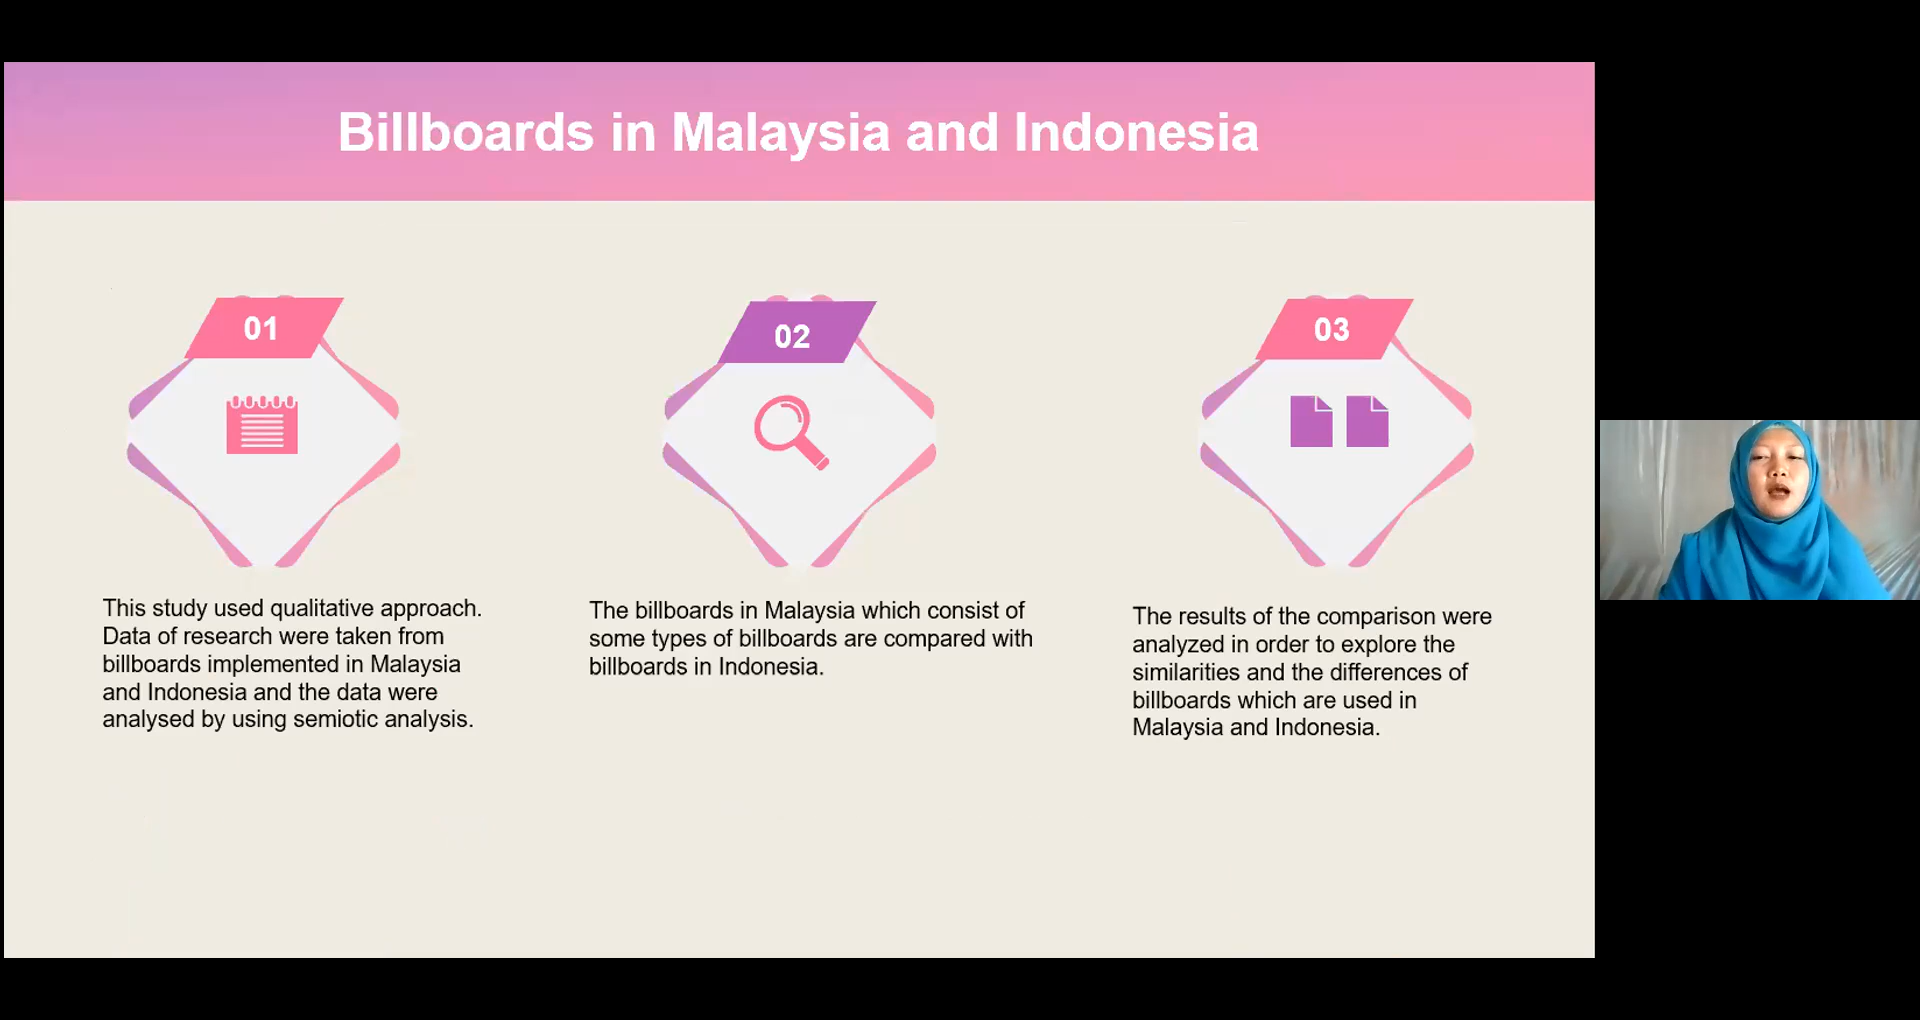 Billboards in Malaysia and Indonesia
01
This study used qualitative approach.
Data of research were taken from
billboards implemented in Malaysia
and Indonesia and the data were
analysed by using semiotic analysis.
02
The billboards in Malaysia which consist of
some types of billboards are compared with
billboards in Indonesia.
03
The results of the comparison were
analyzed in order to explore the
similarities and the differences of
billboards which are used in
Malaysia and Indonesia.